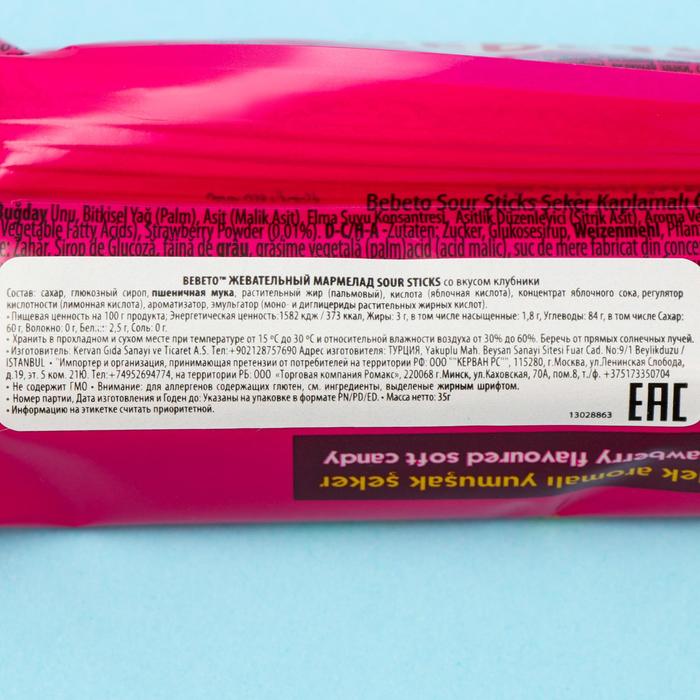 Bebeto Sour Sticks Şeker Kaplamalı
Buğday Unu, Bitkisel Yağ (Palm), Asit (Malik Asit), Elma Suyu Konsantresi, Asitlik Düzenleyici (Sitrik Asit), Aroma
Vegetable Fatty Acids), Strawberry Powder (0,01%). D-C/H-A -Zutaten; Zucker, Glukosesirup, Weizenmehl,
Zahăr, Sirop de Glucoză, făină de grâu, grăsime vegetală (palm)acid (acid malic), suc de mere fabricat din
BEBETO™ ЖЕВАТЕЛЬНЫЙ МАРМЕЛАД SOUR STICKS со вкусом клубники
Состав: сахар, глюкозный сироп, пшеничная мука, растительный жир (пальмовый), кислота (яблочная кислота), концентрат яблочного сока, регулятор
кислотности (лимонная кислота), ароматизатор, эмульгатор (моно- и диглицериды растительных жирных кислот).
• Пищевая ценность на 100 г продукта; Энергетическая ценность:1582 кдж / 373 ккал, Жиры: 3 г, в том числе насыщенные: 1,8 г, Углеводы: 84 г, в том числе Сахар:
60 г, Волокно: 0 г, 2,5 г, Соль: 0 г.
• Хранить в прохладном и сухом месте при температуре от 15 ºC до 30 ºC и относительной влажности воздуха от 30% до 60%. Беречь от прямых солнечных лучей.
• Изготовитель: Kervan Gıda Sanayi ve Ticaret A.S. Тел:+902128757690 Адрес изготовителя: ТУРЦИЯ, Yakuplu Mah. Beysan Sanayi Sitesi Fuar Cad. No:9/1 Beylikduzu /
ISTANBUL • "Импортер и организация, принимающая претензии от потребителей на территории РФ: ООО ""КЕРВАН РС"", 115280, г.Москва, ул.Ленинская Слобода,
д.19, эт. 5 ком. 21Ю. Тел:+74952694774, на территории РБ: ООО "Торговая компания Ромакс", 220068 г.Минск, ул.Каховская, 70А, пом.8, т./ф. +375173350704
• Не содержит ГМО • Внимание: для аллергенов содержащих глютен, см. ингредиенты, выделеные жирным шрифтом.
• Номер партии, Дата изготовления и Годен до: Указаны на упаковке в формате PN/PD/ED. • Масса нетто: 35г
• Информацию на этикетке считать приоритетной.
13028863
EAC
awberry flavoured soft candy
lek aromalı yumuşak şeker